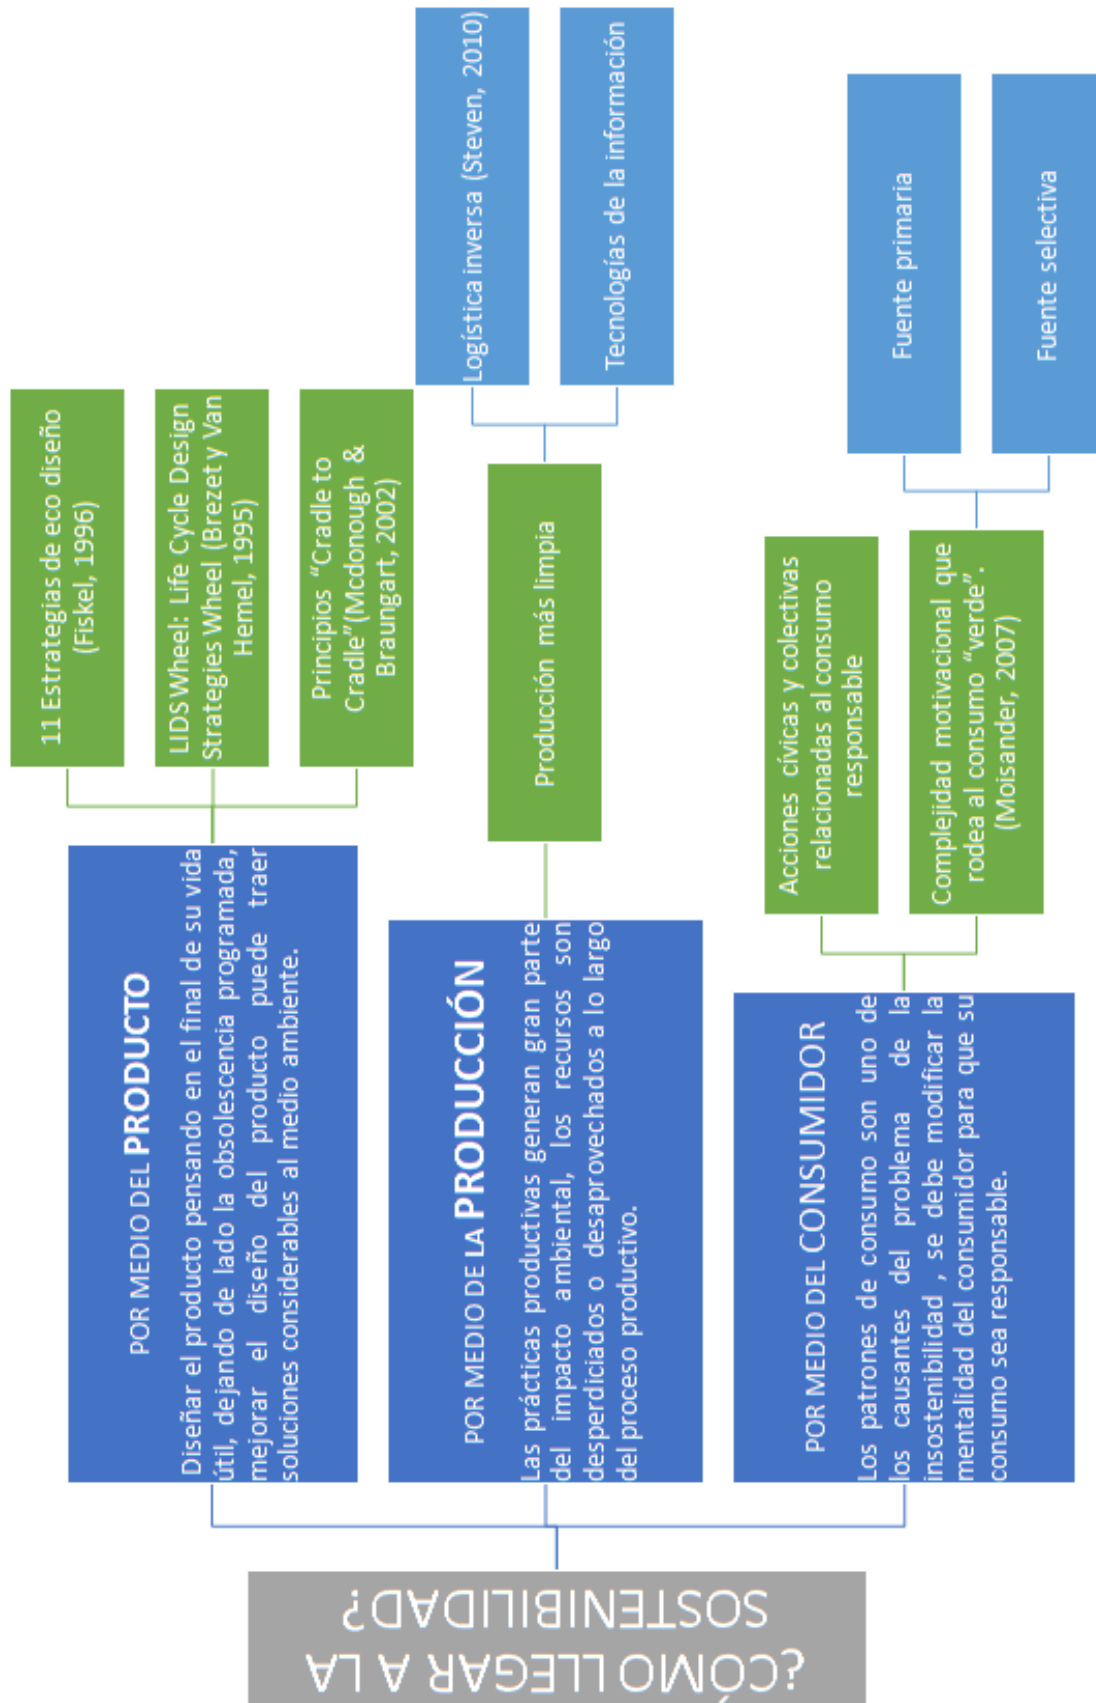 ¿CÓMO LLEGAR A LA
SOSTENIBILIDAD?
POR MEDIO DEL PRODUCTO
Diseñar el producto pensando en el final de su vida
útil, dejando de lado la obsolescencia programada,
mejorar el diseño del producto puede traer
soluciones considerables al medio ambiente.
11 Estrategias de eco diseño
(Fiskel, 1996)
LIDS Wheel: Life Cycle Design
Strategies Wheel (Brezet y Van
Hemel, 1995)
Principios “Cradle to
Cradle”(Mcdonough &
Braungart, 2002)
POR MEDIO DE LA PRODUCCIÓN
Las prácticas productivas generan gran parte
del impacto ambiental, los recursos son
desperdiciados o desaprovechados a lo largo
del proceso productivo.
Producción más limpia
Logística inversa (Steven, 2010)
Tecnologías de la información
POR MEDIO DEL CONSUMIDOR
Los patrones de consumo son uno de
los causantes del problema de la
insostenibilidad , se debe modificar la
mentalidad del consumidor para que su
consumo sea responsable.
Acciones cívicas y colectivas
relacionadas al consumo
responsable
Complejidad motivacional que
rodea al consumo “verde”.
(Moisander, 2007)
Fuente primaria
Fuente selectiva